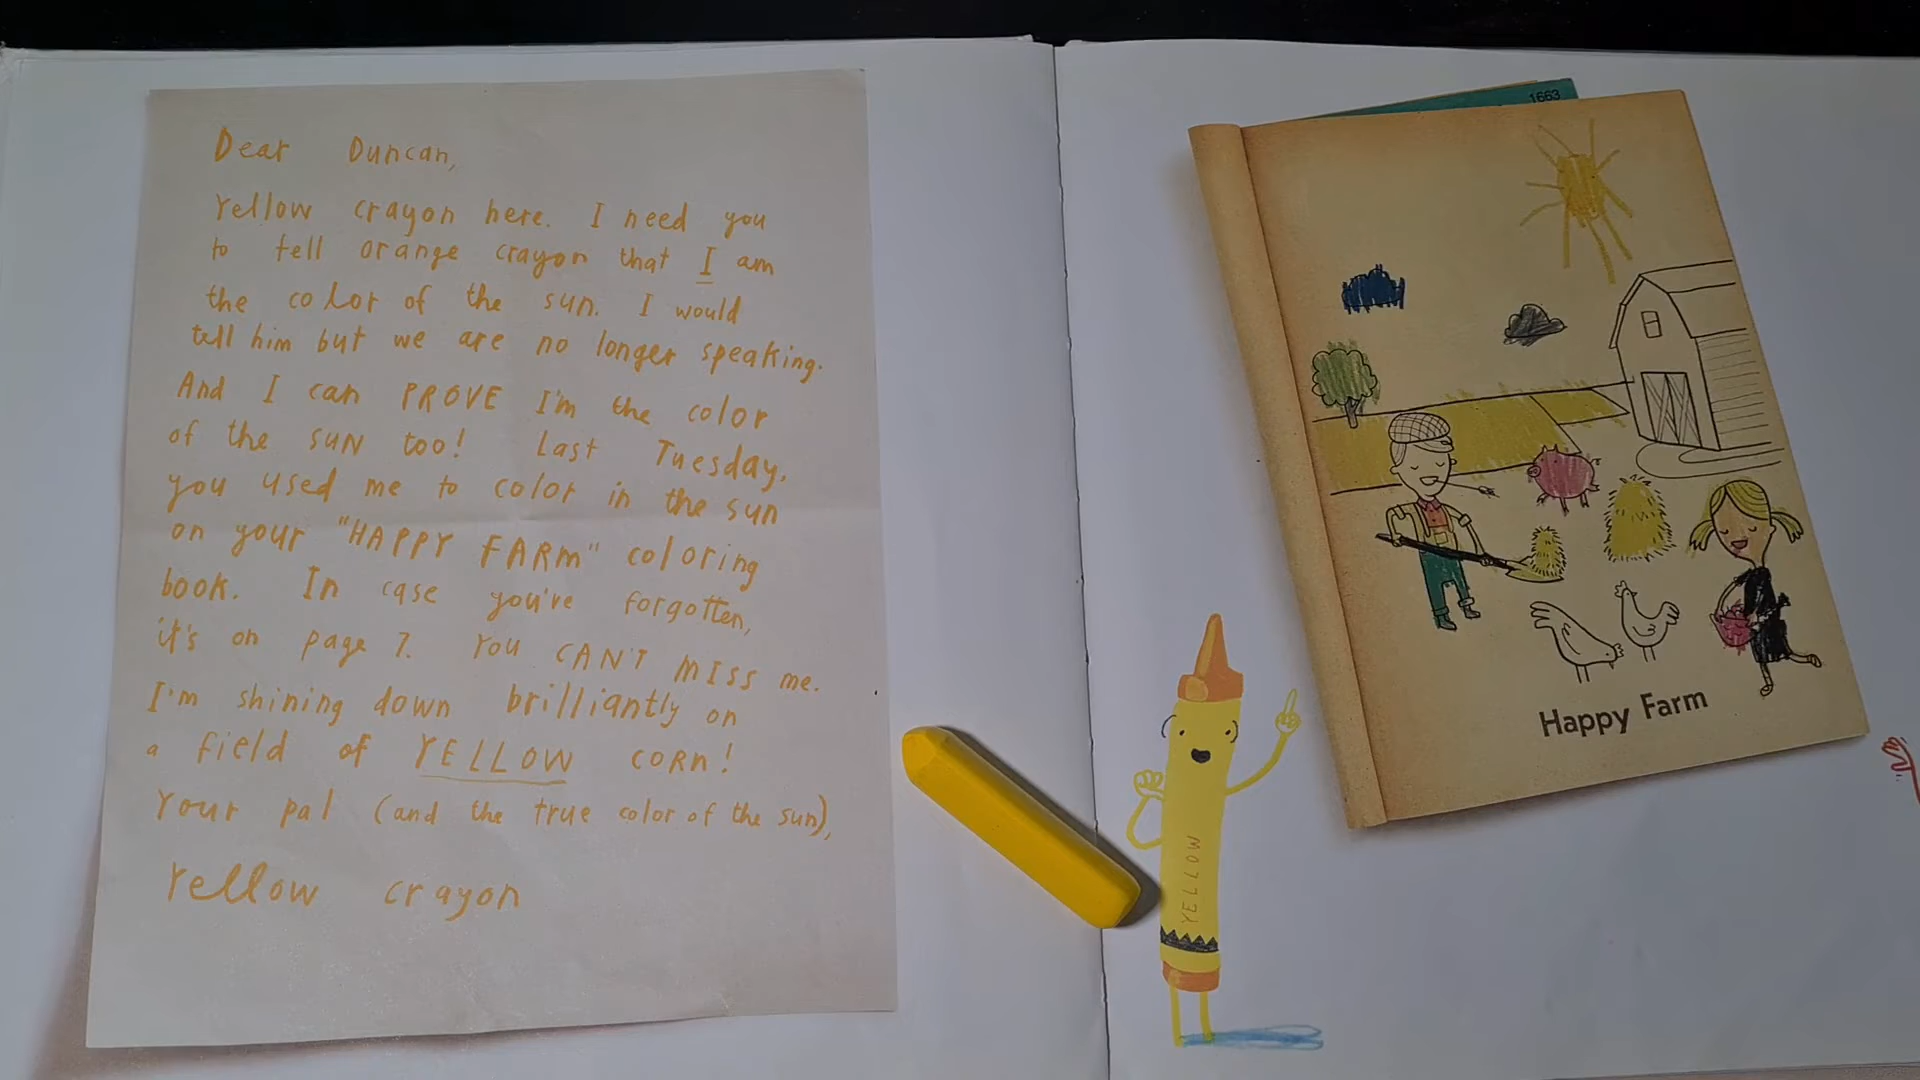 Dear Duncan,
Yellow crayon here. I need you
to tell orange crayon that I am
the color of the sun. I would
tell him but we are no longer speaking.
And I can PROVE I'm the color
of the sun too! Last Tuesday,
you used me to color in the sun
on your "HAPPY FARM" coloring
book. In case you've forgotten,
it's on page 7. You CAN'T MISS me.
I'm shining down brilliantly on
a field of YELLOW CORN!
Your pal (and the true color of the sun),
Yellow crayon
YELLOW
1663
Happy Farm